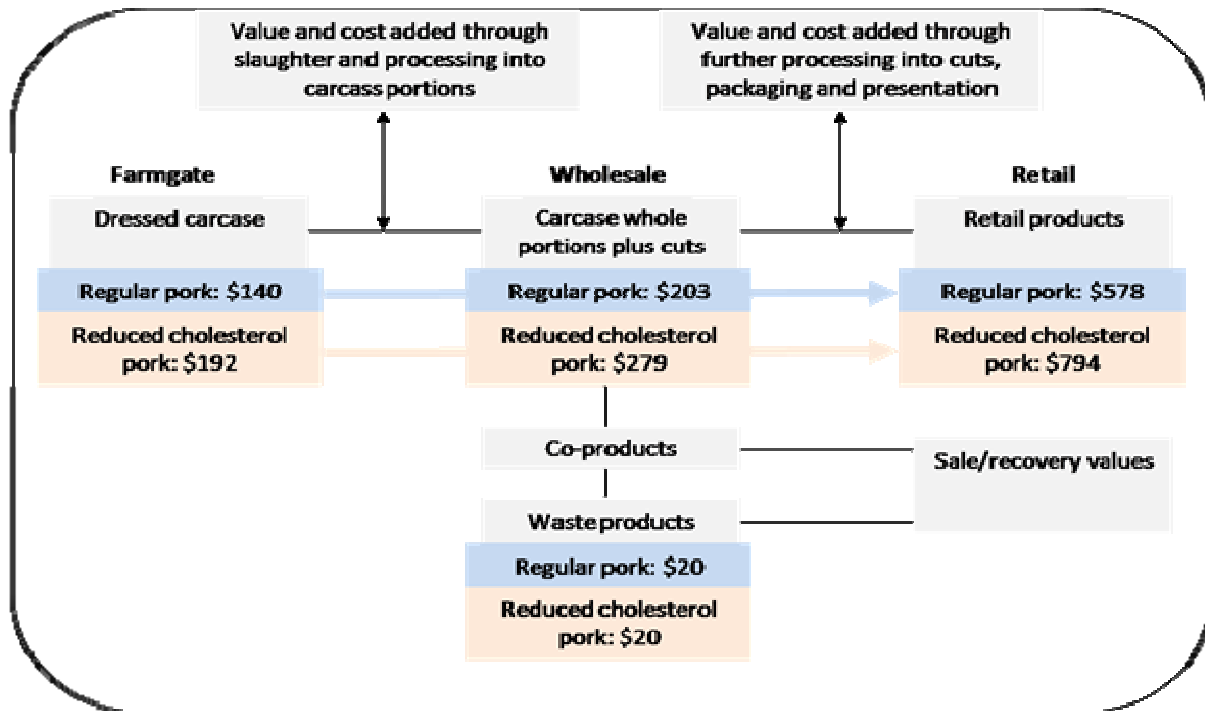 Value and cost added through
slaughter and processing into
carcass portions
Value and cost added through
further processing into cuts,
packaging and presentation
Farmgate
Wholesale
Retail
Dressed carcase
Carcase whole
portions plus cuts
Retail products
Regular pork: $140
Regular pork: $203
Regular pork: $578
Reduced cholesterol
pork: $192
Reduced cholesterol
pork: $279
Reduced cholesterol
pork: $794
Co-products
Sale/recovery values
Waste products
Regular pork: $20
Reduced cholesterol
pork: $20